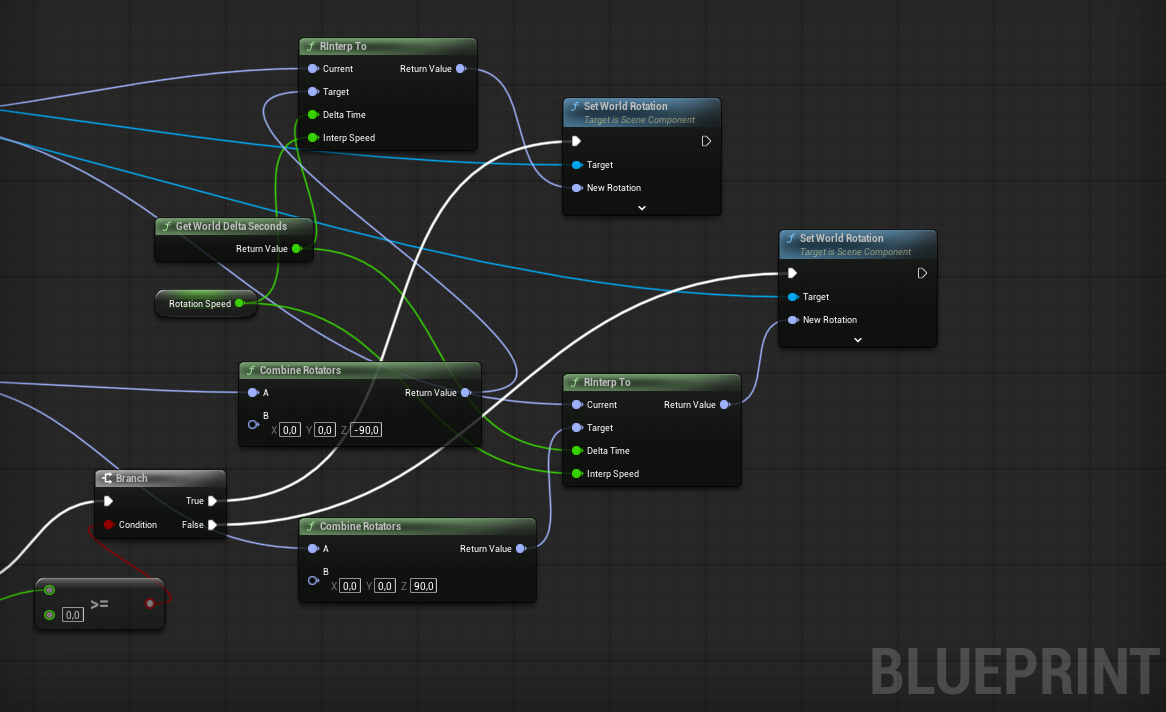 RInterp To
Current Return Value
Target
Delta Time
Interp Speed
Set World Rotation
Target is Scene Component
Target
New Rotation
Get World Delta Seconds
Return Value
Rotation Speed
Set World Rotation
Target is Scene Component
Target
New Rotation
Combine Rotators
A Return Value
B
X 0,0 Y 0,0 Z -90,0
RInterp To
Current Return Value
Target
Delta Time
Interp Speed
Branch
True
Condition False
Combine Rotators
A Return Value
B
X 0,0 Y 0,0 Z 90,0
>=
0,0
BLUEPRINT